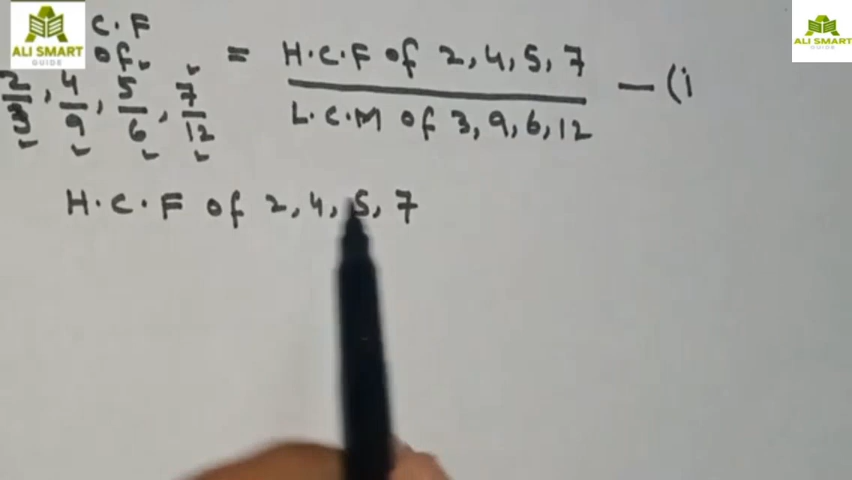 ALI SMART
GUIDE
ALI SMART
GUIDE
C.F
of = H.C.F of 2, 4, 5, 7 — (i
2/3, 4/9, 5/6, 7/12 L.C.M of 3, 9, 6, 12
H.C.F of 2, 4, 5, 7